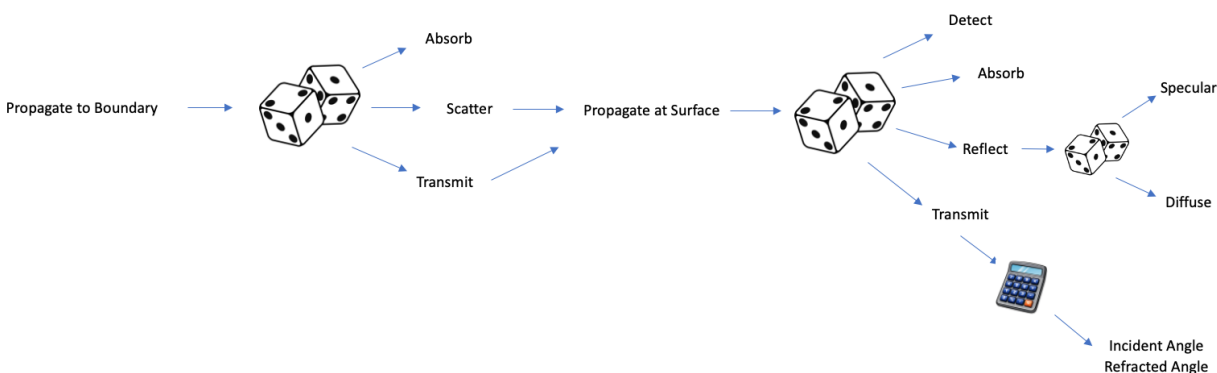 Propagate to Boundary
Absorb
Scatter
Transmit
Propagate at Surface
Detect
Absorb
Reflect
Transmit
Specular
Diffuse
Incident Angle
Refracted Angle